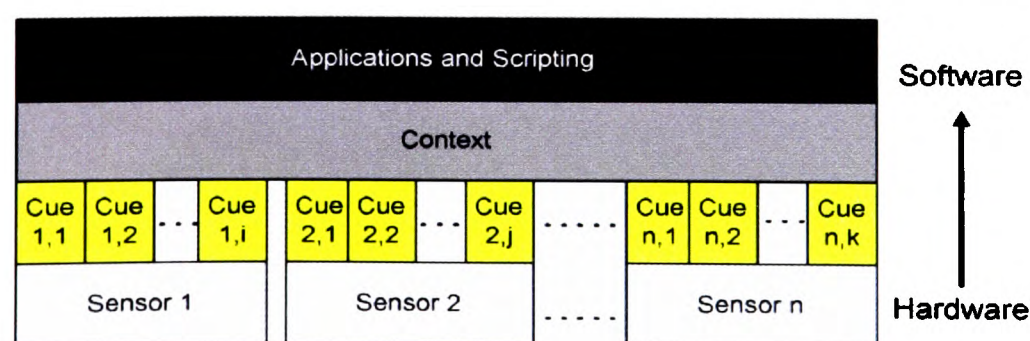 Applications and Scripting
Software
Context
Cue 1,1
Cue 1,2
....
Cue 1,i
Cue 2,1
Cue 2,2
....
Cue 2,j
......
Cue n,1
Cue n,2
....
Cue n,k
Sensor 1
Sensor 2
.....
Sensor n
Hardware